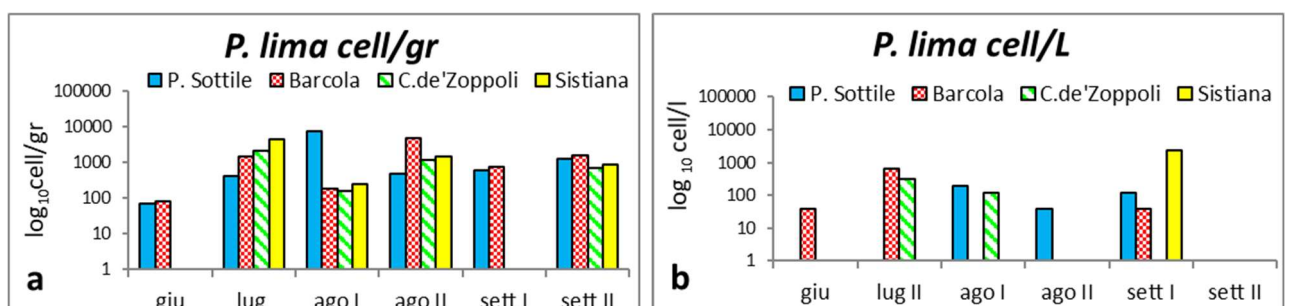 P. lima cell/gr
P. Sottile Barcola C.de'Zoppoli Sistiana
100000
10000
1000
100
10
1
log10cell/gr
giu lug ago I ago II sett I sett II
a
P. lima cell/L
P. Sottile Barcola C.de'Zoppoli Sistiana
100000
10000
1000
100
10
1
log 10 cell/l
giu lug II ago I ago II sett I sett II
b